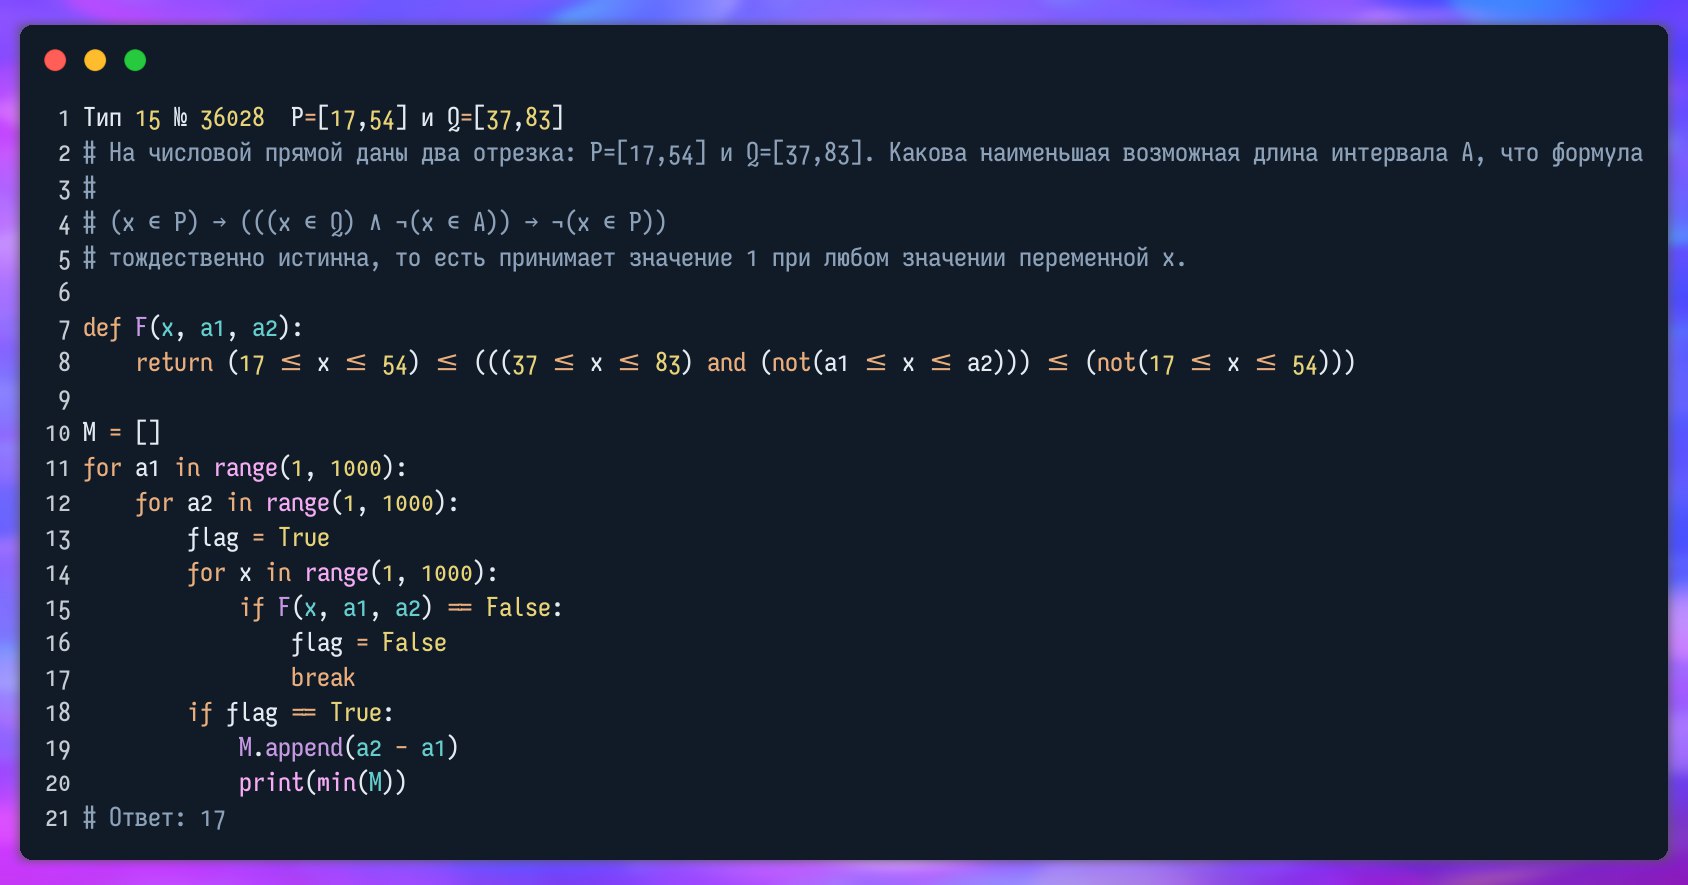 1 Тип 15 № 36028  P=[17,54] и Q=[37,83]
2 # На числовой прямой даны два отрезка: P=[17,54] и Q=[37,83]. Какова наименьшая возможная длина интервала A, что формула
3 #
4 # (x ∈ P) → (((x ∈ Q) ∧ ¬(x ∈ A)) → ¬(x ∈ P))
5 # тождественно истинна, то есть принимает значение 1 при любом значении переменной х.
6
7 def F(x, a1, a2):
8     return (17 ≤ x ≤ 54) ≤ (((37 ≤ x ≤ 83) and (not(a1 ≤ x ≤ a2))) ≤ (not(17 ≤ x ≤ 54)))
9
10 M = []
11 for a1 in range(1, 1000):
12     for a2 in range(1, 1000):
13         flag = True
14         for x in range(1, 1000):
15             if F(x, a1, a2) == False:
16                 flag = False
17                 break
18         if flag == True:
19             M.append(a2 - a1)
20             print(min(M))
21 # Ответ: 17